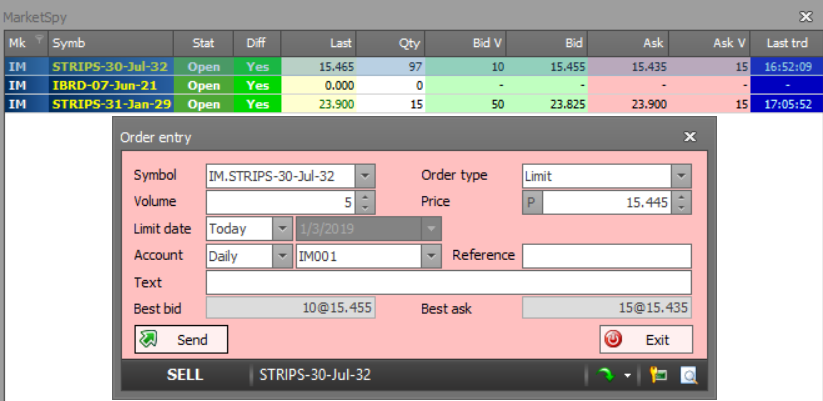 MarketSpy
Mk Symb Stat Diff Last Qty Bid V Bid Ask Ask V Last trd
IM STRIPS-30-Jul-32 Open Yes 15.465 97 10 15.455 15.435 15 16:52:09
IM IBRD-07-Jun-21 Open Yes 0.000 0 - - - - -
IM STRIPS-31-Jan-29 Open Yes 23.900 15 50 23.825 23.900 15 17:05:52
Order entry
Symbol IM.STRIPS-30-Jul-32 Order type Limit
Volume 5 Price P 15.445
Limit date Today 1/3/2019
Account Daily IM001 Reference
Text
Best bid 10@15.455 Best ask 15@15.435
Send Exit
SELL STRIPS-30-Jul-32